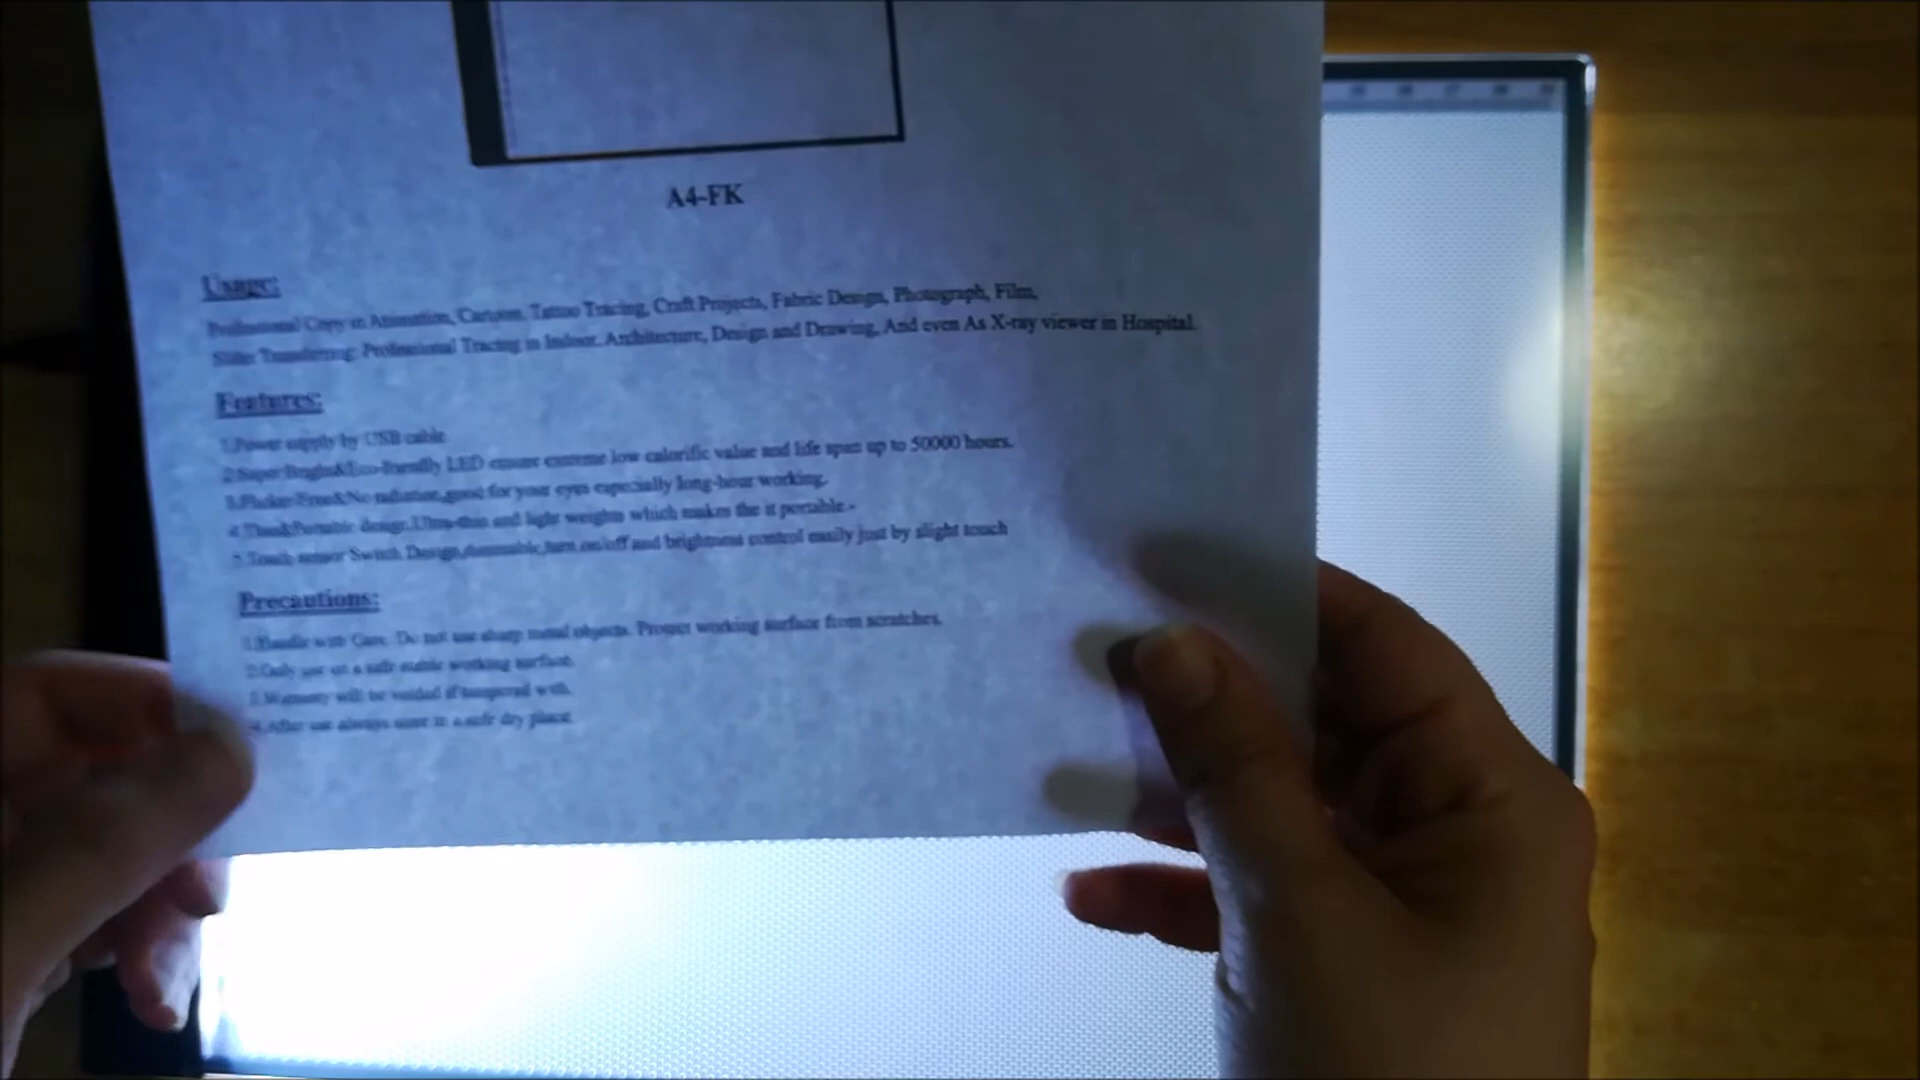 A4-FK
Usage:
Professional Copy in Animation, Cartoon, Tattoo Tracing, Craft Projects, Fabric Design, Photograph, Film,
Slide Transferring; Professional Tracing in Indoor, Architecture, Design and Drawing, And even As X-ray viewer in Hospital.
Features:
1.Power supply by USB cable
2.Super Bright&Eco-friendly LED ensure extreme low calorific value and life span up to 50000 hours.
3.Flicker-Free&No radiation,good for your eyes especially long-hour working.
4.Thin&Portable design.Ultra-thin and light weights which makes the it portable.
5.Touch sensor Switch Design,dimmable,turn on/off and brightness control easily just by slight touch
Precautions:
1.Handle with Care. Do not use sharp metal objects. Protect working surface from scratches.
2.Only use on a safe stable working surface.
3.Warranty will be voided if tampered with.
4.After use always store in a safe dry place.